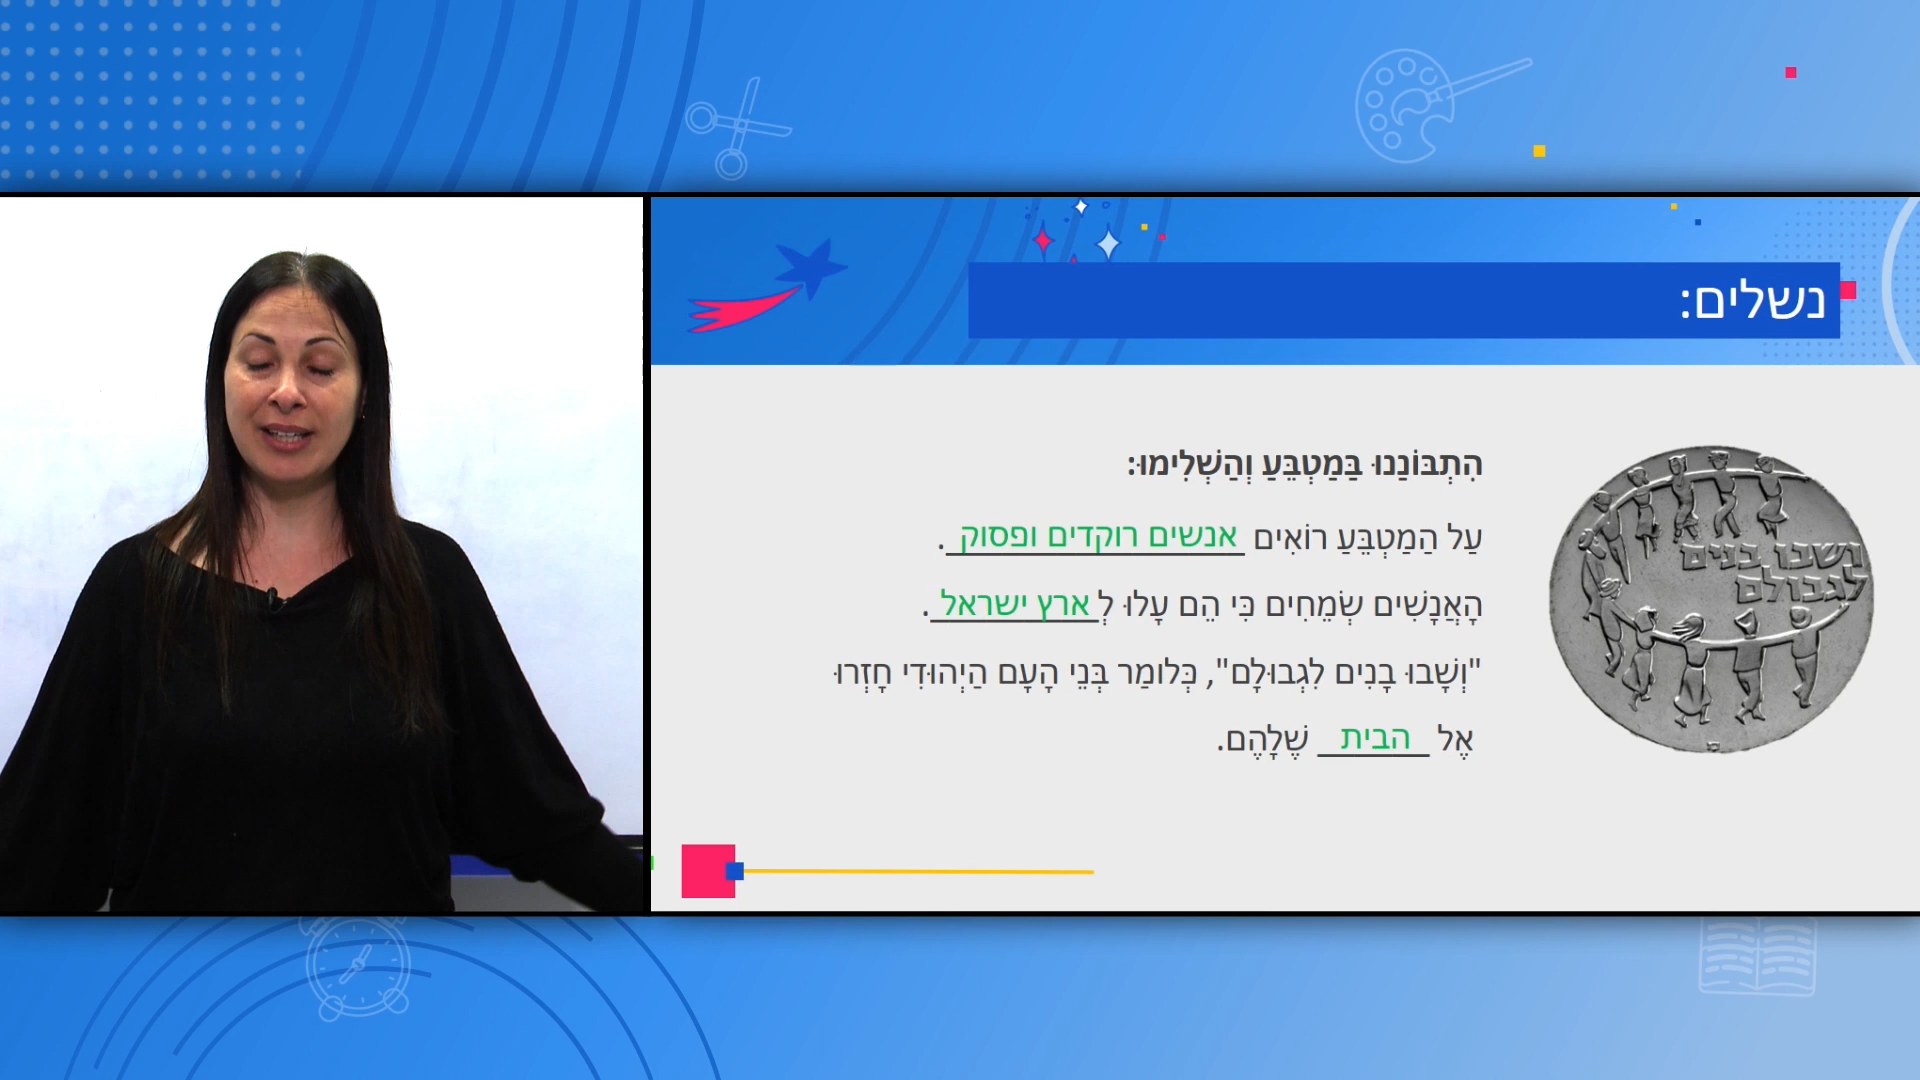 נשלים:
הִתְבּוֹנַנוּ בַּמַטְבֵּעַ וְהַשְׁלִימוּ:
עַל הַמַטְבֵּעַ רוֹאִים אנשים רוקדים ופסוק.
הָאֲנָשִׁים שְׂמֵחִים כִּי הֵם עָלוּ לְארץ ישראל.
"וְשָׁבוּ בָנִים לִגְבוּלָם", כְּלוֹמַר בְּנֵי הָעָם הַיְהוּדִי חָזְרוּ
אֶל הבית שֶׁלָהֶם.
ושבו בנים
לגבולם